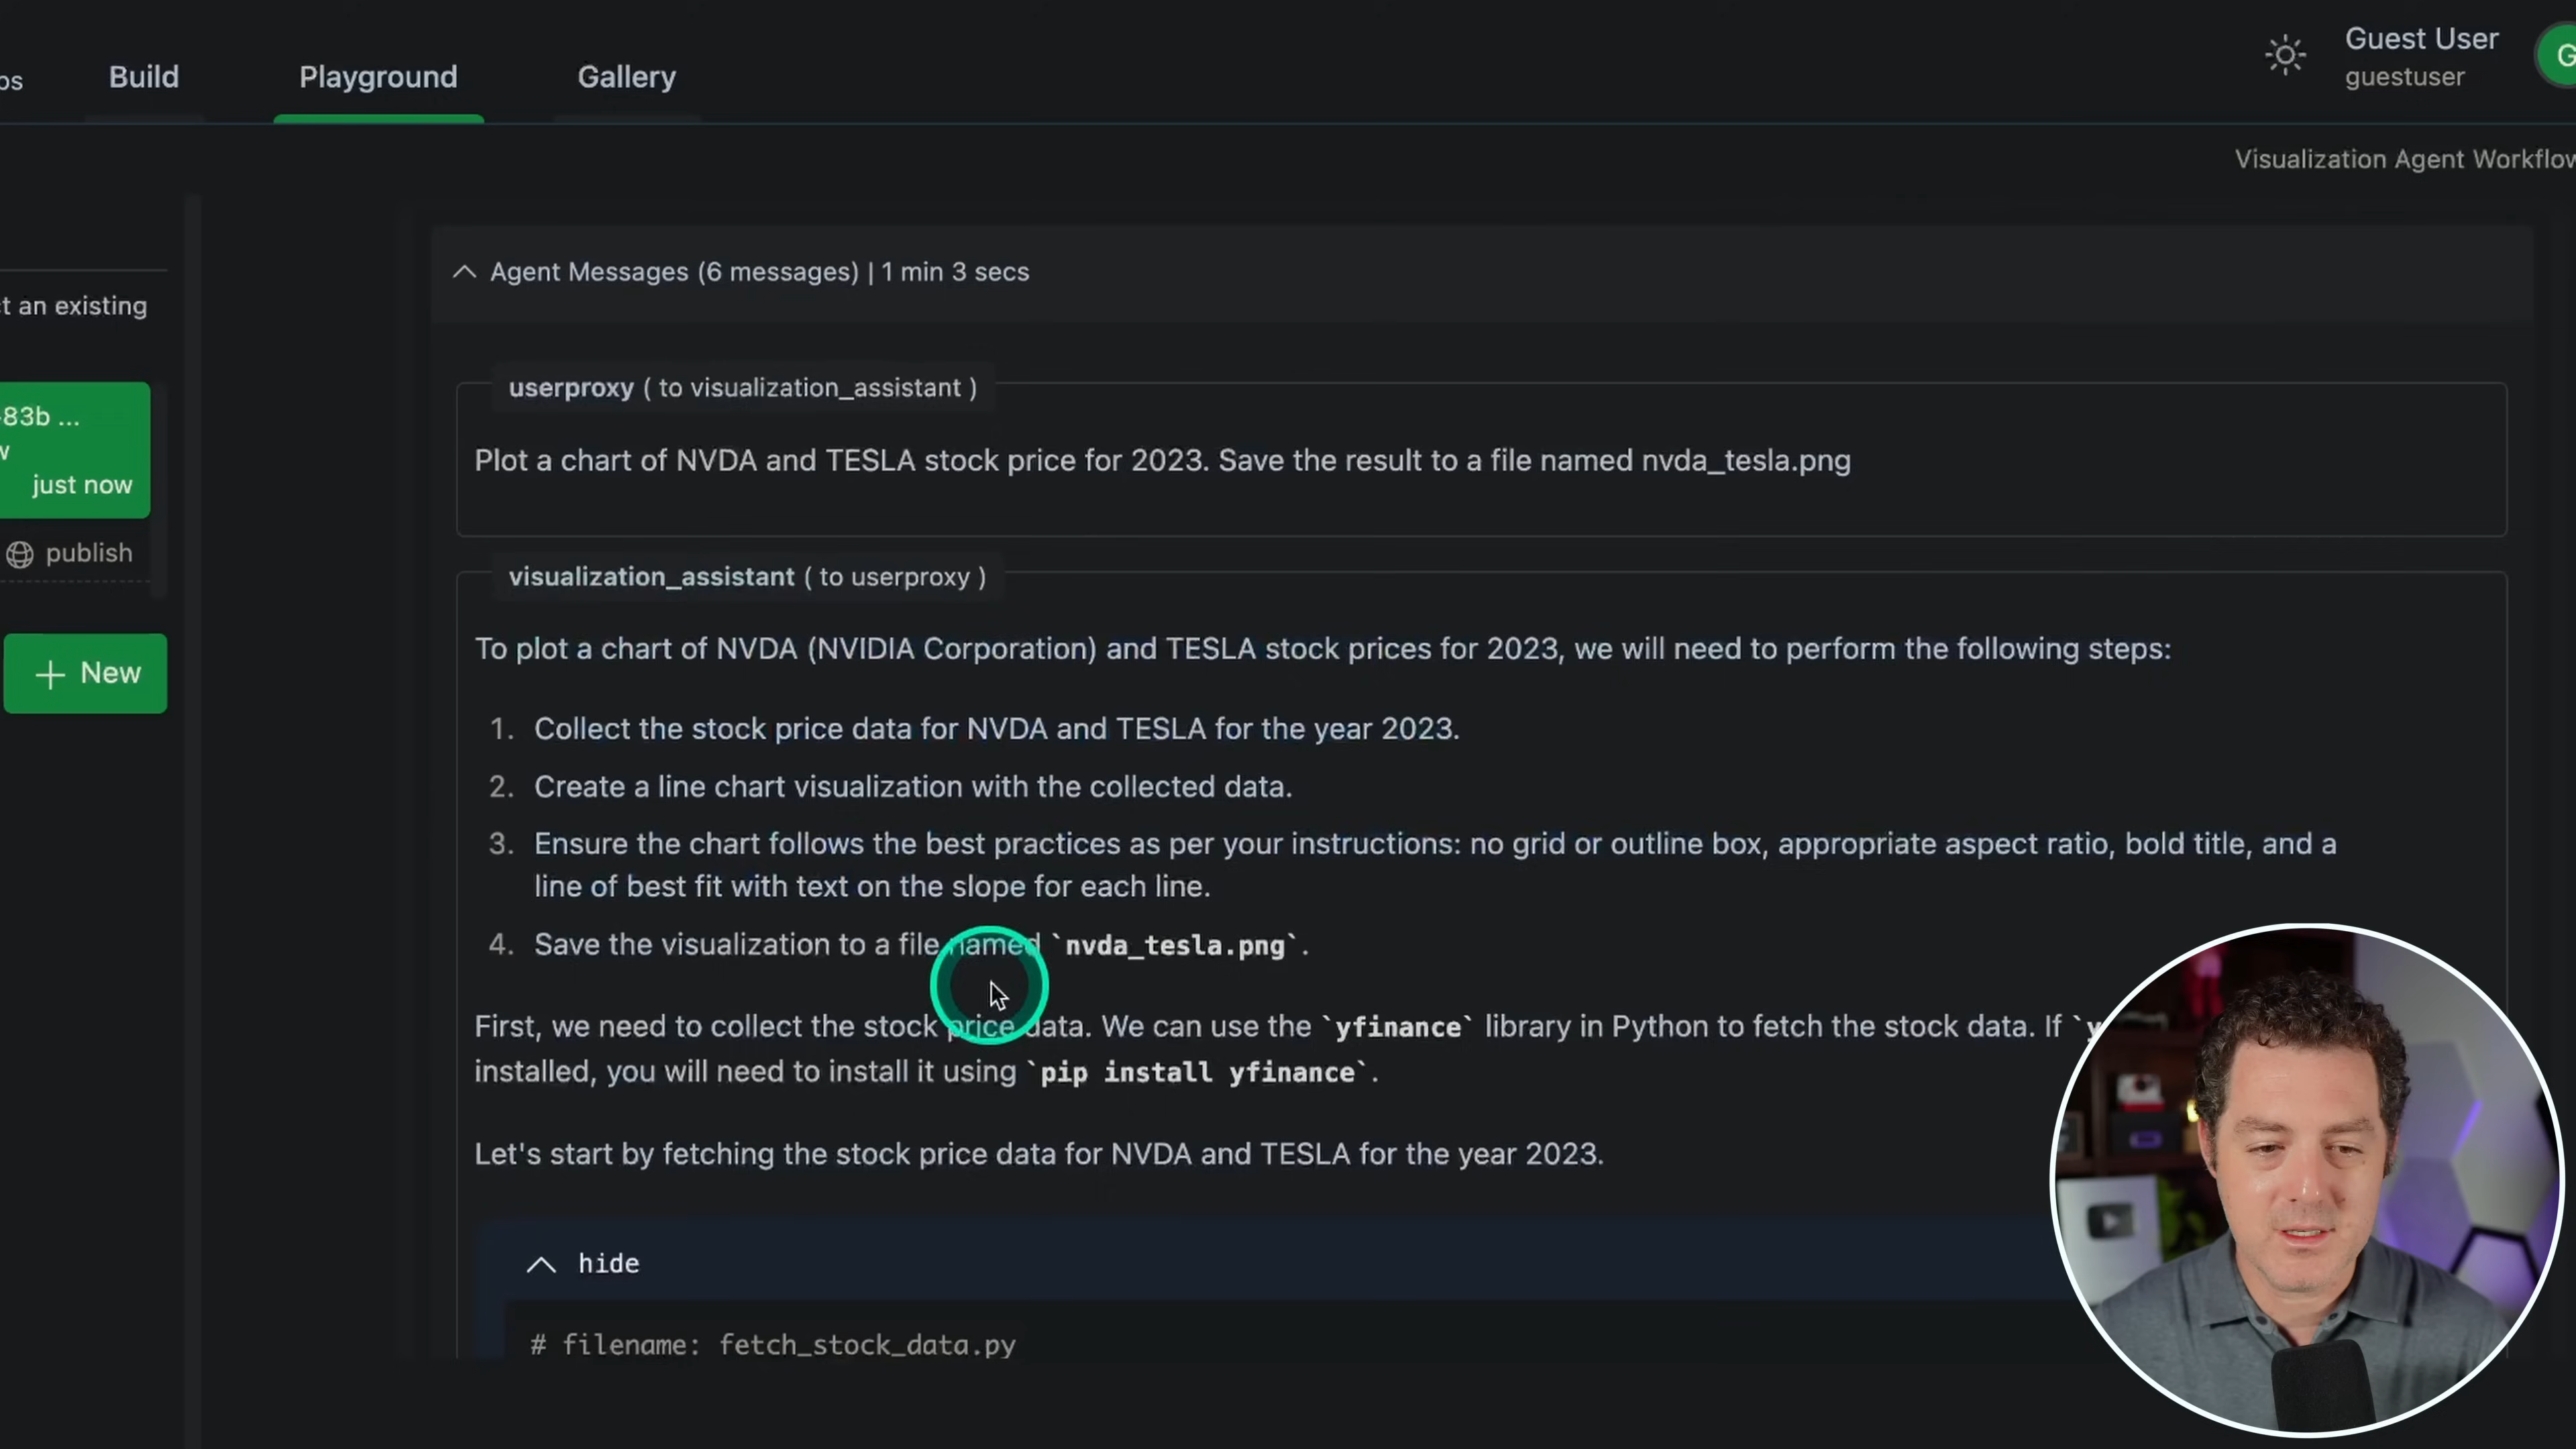 Build Playground Gallery
Guest User
guestuser
Visualization Agent Workflow
Agent Messages (6 messages) | 1 min 3 secs
t an existing
-83b ...
just now
publish
+ New
userproxy ( to visualization_assistant )
Plot a chart of NVDA and TESLA stock price for 2023. Save the result to a file named nvda_tesla.png
visualization_assistant ( to userproxy )
To plot a chart of NVDA (NVIDIA Corporation) and TESLA stock prices for 2023, we will need to perform the following steps:
1. Collect the stock price data for NVDA and TESLA for the year 2023.
2. Create a line chart visualization with the collected data.
3. Ensure the chart follows the best practices as per your instructions: no grid or outline box, appropriate aspect ratio, bold title, and a
line of best fit with text on the slope for each line.
4. Save the visualization to a file named `nvda_tesla.png`.
First, we need to collect the stock price data. We can use the `yfinance` library in Python to fetch the stock data. If `y
installed, you will need to install it using `pip install yfinance`.
Let's start by fetching the stock price data for NVDA and TESLA for the year 2023.
hide
# filename: fetch_stock_data.py